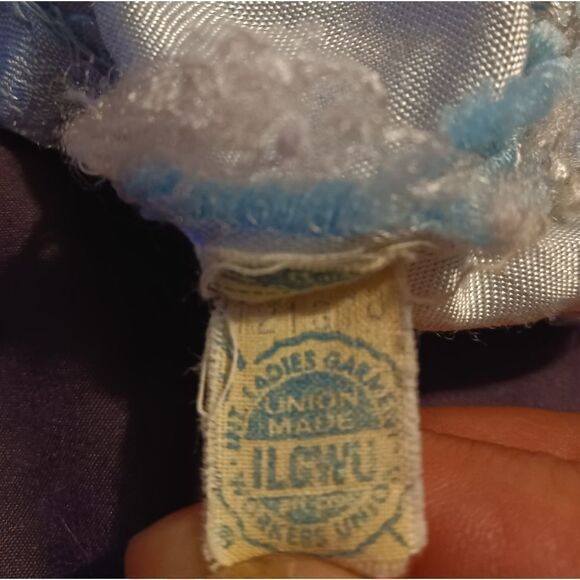 INT. LADIES GARMENT
UNION
MADE
ILGWU
WORKERS UNION